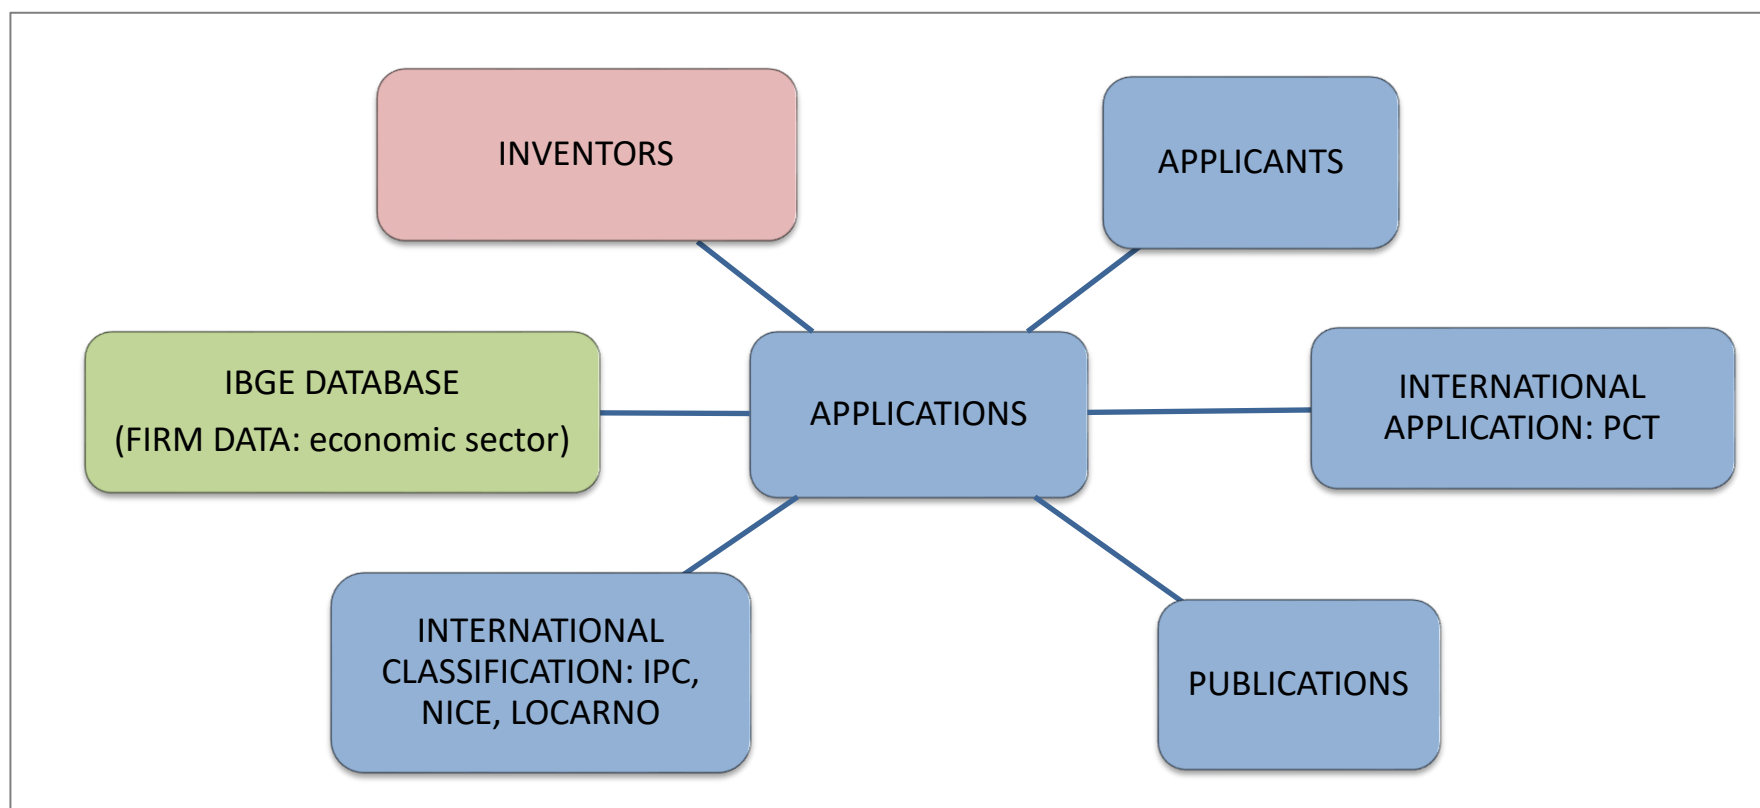 INVENTORS
APPLICANTS
IBGE DATABASE
(FIRM DATA: economic sector)
APPLICATIONS
INTERNATIONAL
APPLICATION: PCT
INTERNATIONAL
CLASSIFICATION: IPC,
NICE, LOCARNO
PUBLICATIONS